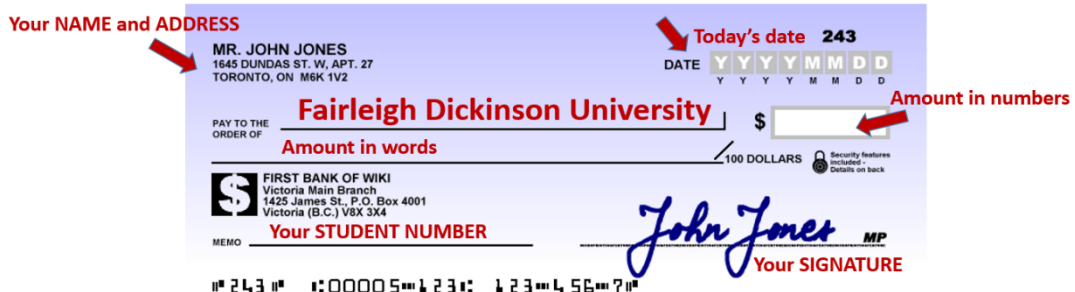 Your NAME and ADDRESS
MR. JOHN JONES
1645 DUNDAS ST. W, APT. 27
TORONTO, ON M6K 1V2
Today's date 243
DATE Y Y Y Y M M D D
Y Y Y Y M M D D
Amount in numbers
PAY TO THE
ORDER OF
Fairleigh Dickinson University
$
Amount in words
/100 DOLLARS
Security features
included -
Details on back
$
FIRST BANK OF WIKI
Victoria Main Branch
1425 James St., P.O. Box 4001
Victoria (B.C.) V8X 3X4
MEMO Your STUDENT NUMBER
John Jones
MP
Your SIGNATURE
⑈243⑈ ⑆00005⑉123⑆ 123⑉456⑉7⑈